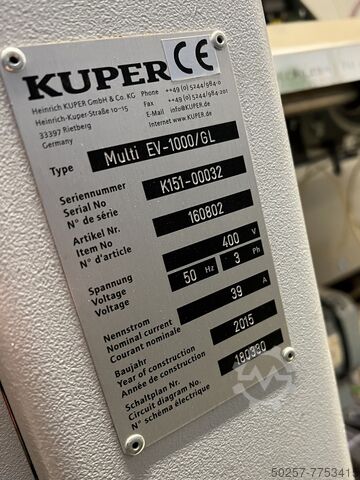 KUPER CE
Heinrich KUPER GmbH & Co. KG
Heinrich-Kuper-Straße 10-15
33397 Rietberg
Germany
Phone ++49 (0) 5244/984-0
Fax ++49 (0) 5244/984-201
E-Mail info@KUPER.de
Internet www.KUPER.de
Type Multi EV-1000/GL
Seriennummer
Serial No K151-00032
N° de série
Artikel Nr.
Item No 160802
N° d'article
Spannung 400 V
Voltage 50 Hz 3 Ph
Voltage
Nennstrom
Nominal current 39 A
Courant nominale
Baujahr
Year of construction 2015
Année de construction
Schaltplan Nr.
Circuit diagram No
N° schéma électrique
50257-7753415